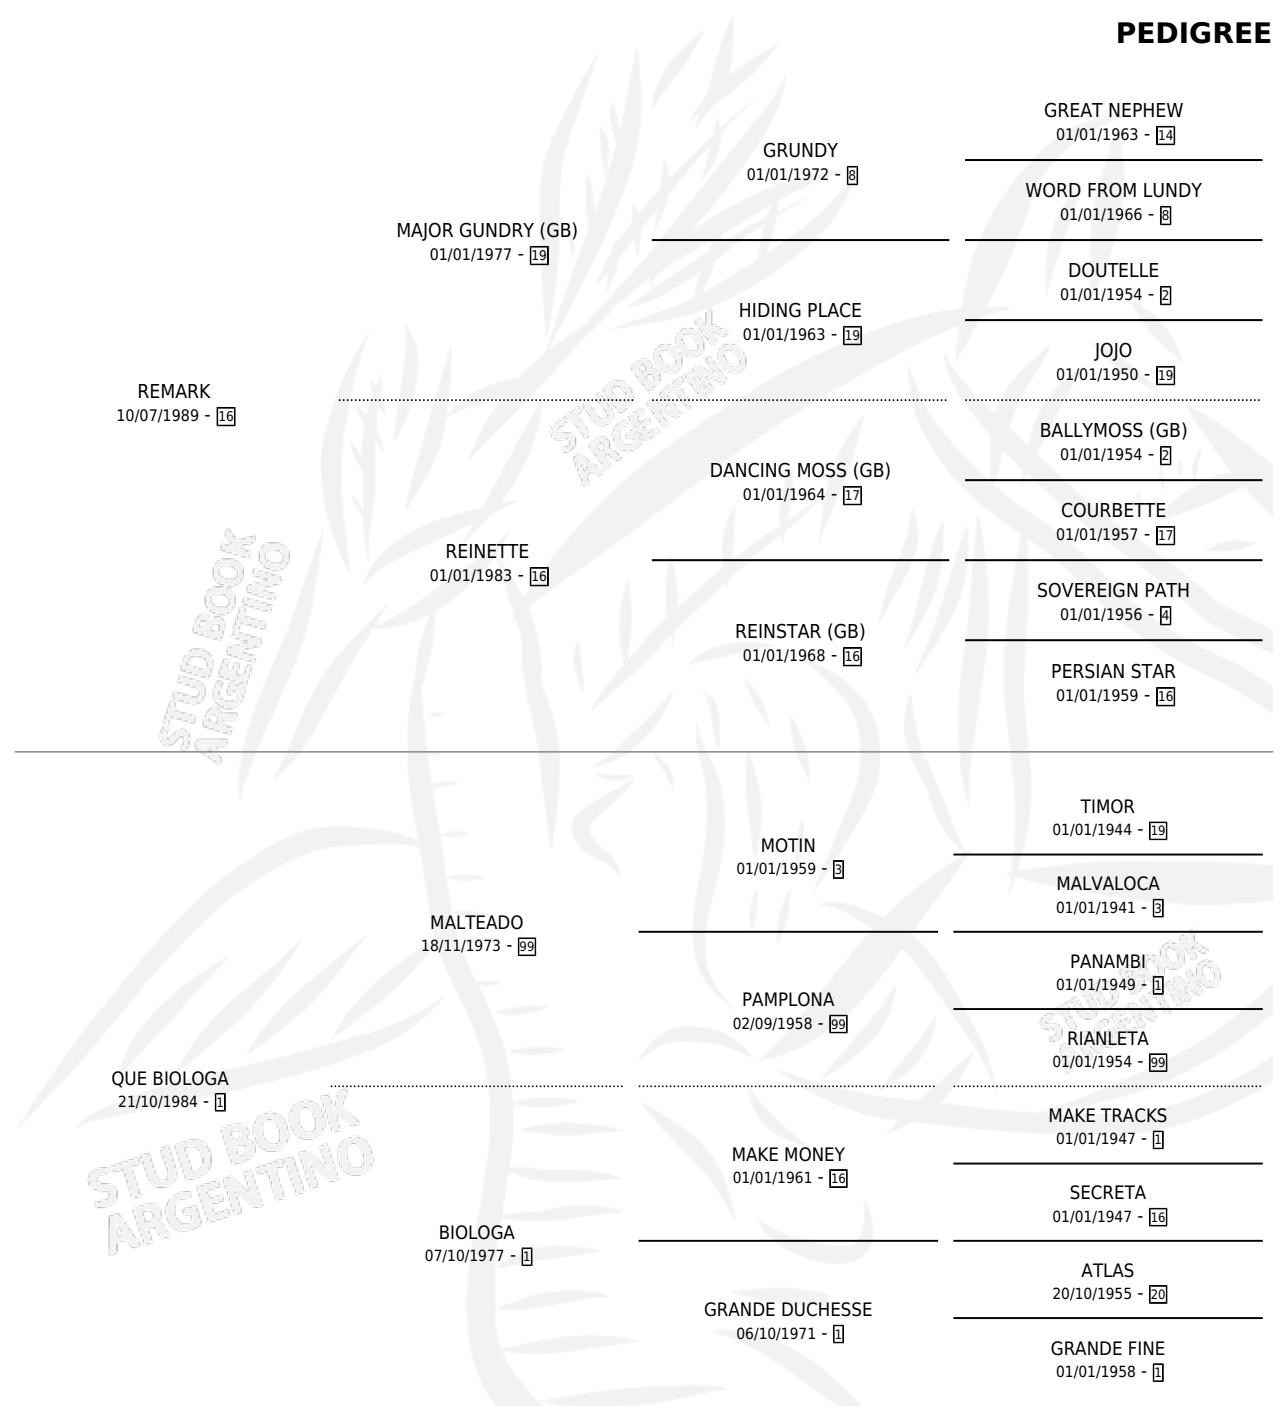 PEDIGREE
GREAT NEPHEW
01/01/1963 - 14
GRUNDY
01/01/1972 - 8
WORD FROM LUNDY
01/01/1966 - 8
MAJOR GUNDRY (GB)
01/01/1977 - 19
DOUTELLE
01/01/1954 - 2
HIDING PLACE
01/01/1963 - 19
JOJO
01/01/1950 - 19
REMARK
10/07/1989 - 16
STUD BOOK
ARGENTINO
BALLYMOSS (GB)
01/01/1954 - 2
DANCING MOSS (GB)
01/01/1964 - 17
COURBETTE
01/01/1957 - 17
REINETTE
01/01/1983 - 16
SOVEREIGN PATH
01/01/1956 - 4
REINSTAR (GB)
01/01/1968 - 16
PERSIAN STAR
01/01/1959 - 16
STUD BOOK
ARGENTINO
TIMOR
01/01/1944 - 19
MOTIN
01/01/1959 - 3
MALVALOCA
01/01/1941 - 3
MALTEADO
18/11/1973 - 99
PANAMBI
01/01/1949 - 1
PAMPLONA
02/09/1958 - 99
RIANLETA
01/01/1954 - 99
STUD BOOK
ARGENTINO
QUE BIOLOGA
21/10/1984 - 1
MAKE TRACKS
01/01/1947 - 1
MAKE MONEY
01/01/1961 - 16
SECRETA
01/01/1947 - 16
STUD BOOK
ARGENTINO
BIOLOGA
07/10/1977 - 1
ATLAS
20/10/1955 - 20
GRANDE DUCHESSE
06/10/1971 - 1
GRANDE FINE
01/01/1958 - 1